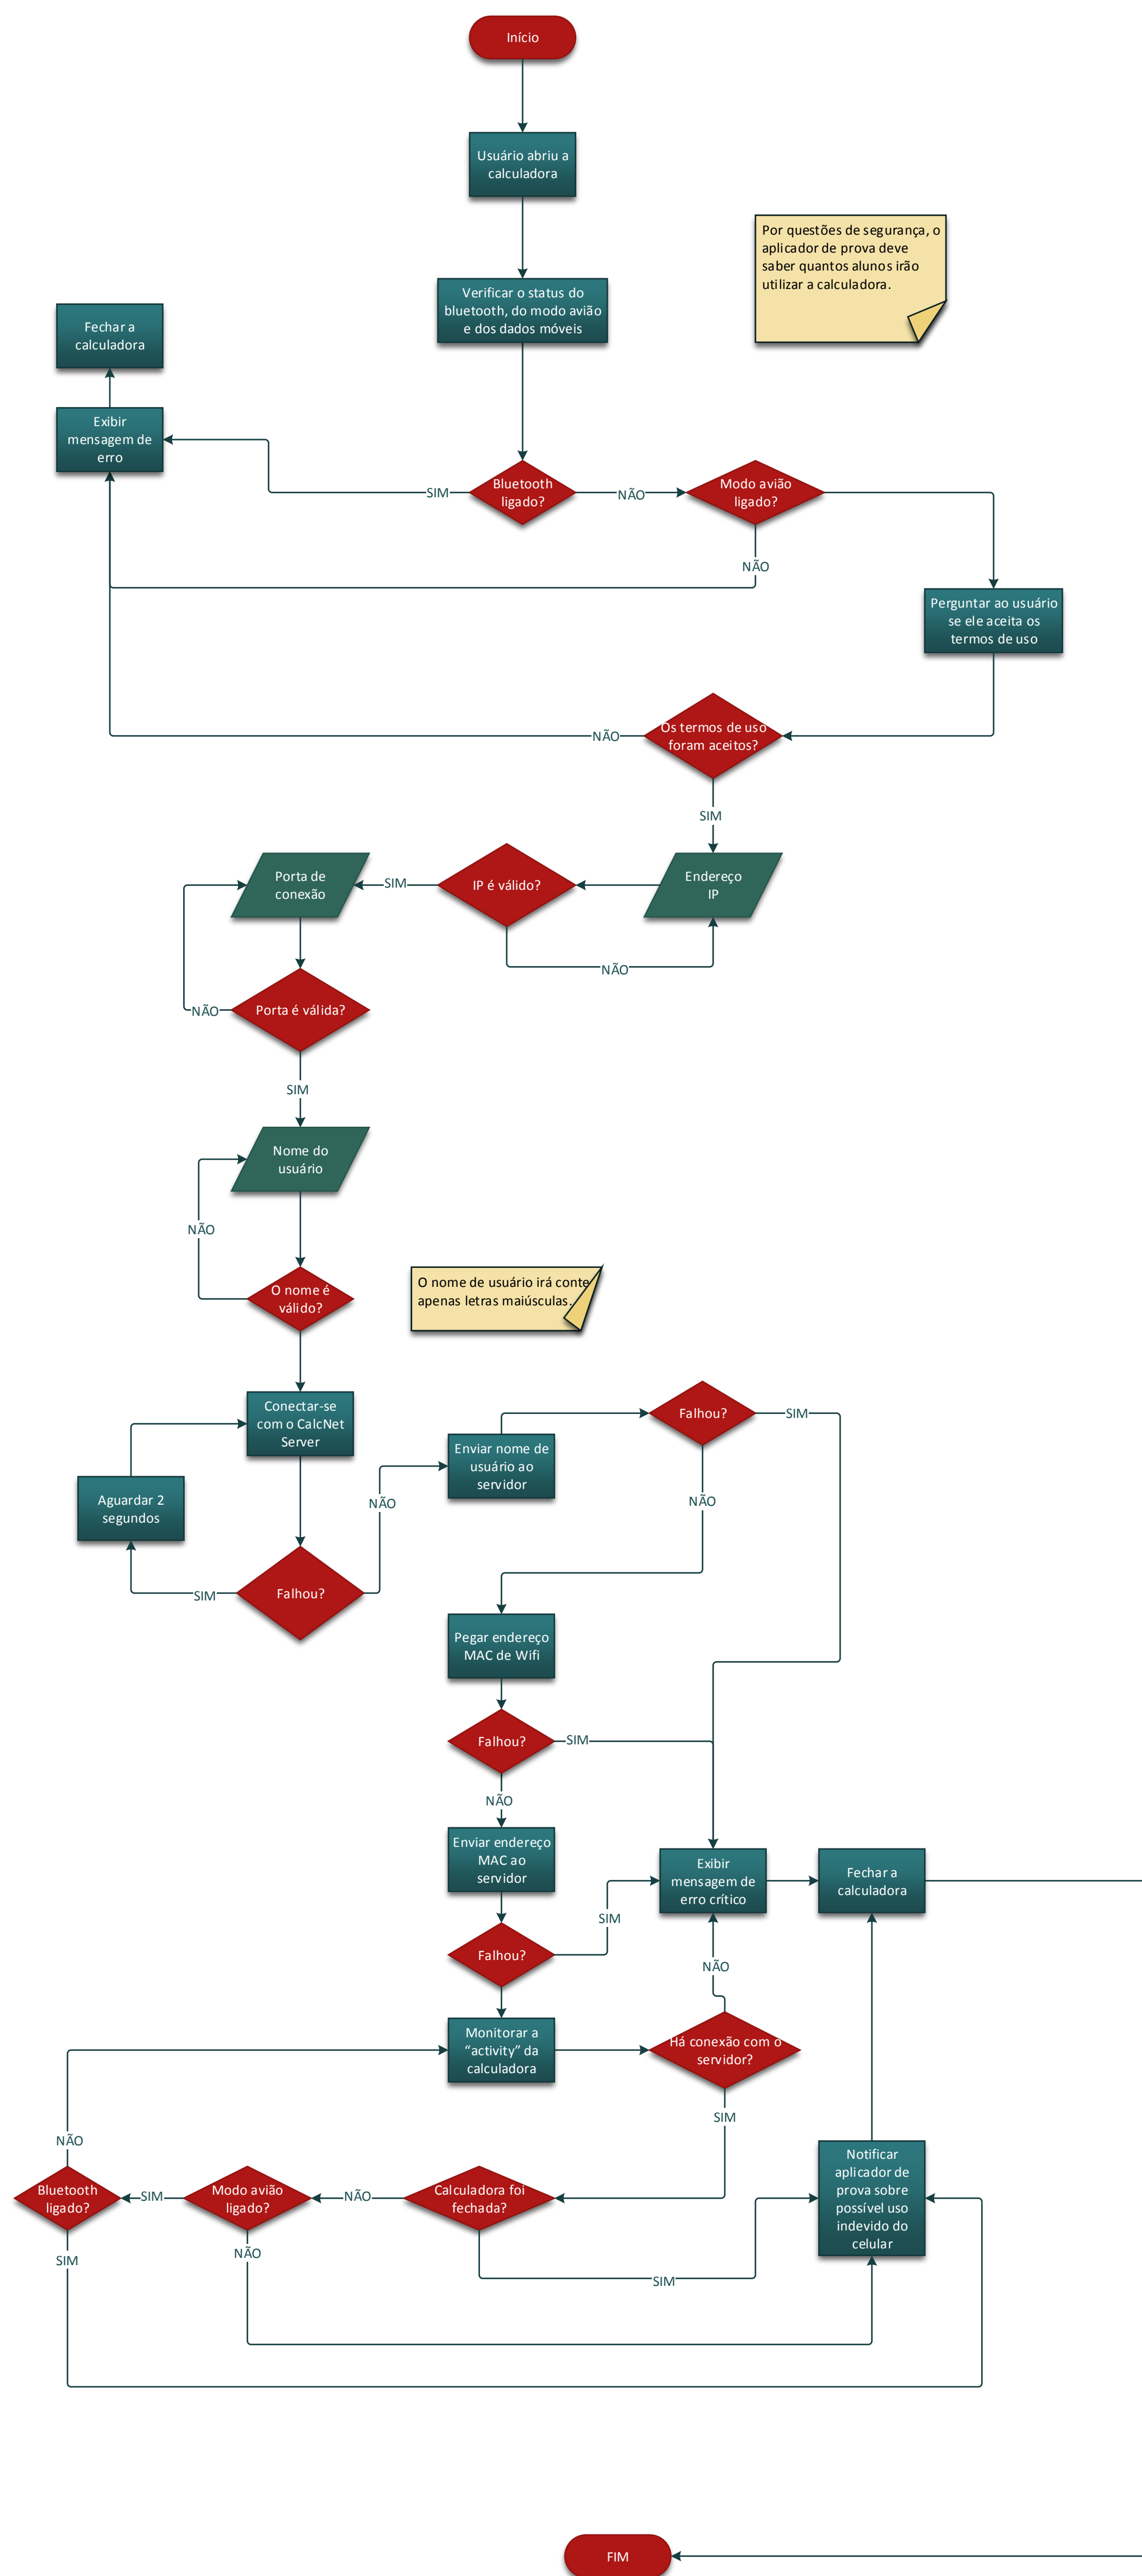 Início
Usuário abriu a
calculadora
Por questões de segurança, o
aplicador de prova deve
saber quantos alunos irão
utilizar a calculadora.
Verificar o status do
bluetooth, do modo avião
e dos dados móveis
Fechar a
calculadora
Exibir
mensagem de
erro
Bluetooth
ligado?
SIM
NÃO
Modo avião
ligado?
NÃO
Perguntar ao usuário
se ele aceita os
termos de uso
Os termos de uso
foram aceitos?
NÃO
SIM
Endereço
IP
IP é válido?
SIM
NÃO
Porta de
conexão
Porta é válida?
NÃO
SIM
Nome do
usuário
NÃO
O nome é
válido?
O nome de usuário irá conte
apenas letras maiúsculas.
Conectar-se
com o CalcNet
Server
Falhou?
SIM
Enviar nome de
usuário ao
servidor
NÃO
NÃO
Aguardar 2
segundos
Falhou?
SIM
Pegar endereço
MAC de Wifi
Falhou?
SIM
NÃO
Enviar endereço
MAC ao
servidor
Exibir
mensagem de
erro crítico
Fechar a
calculadora
SIM
Falhou?
NÃO
Monitorar a
“activity” da
calculadora
Há conexão com o
servidor?
SIM
NÃO
Bluetooth
ligado?
SIM
Modo avião
ligado?
NÃO
Calculadora foi
fechada?
Notificar
aplicador de
prova sobre
possível uso
indevido do
celular
SIM
NÃO
SIM
FIM